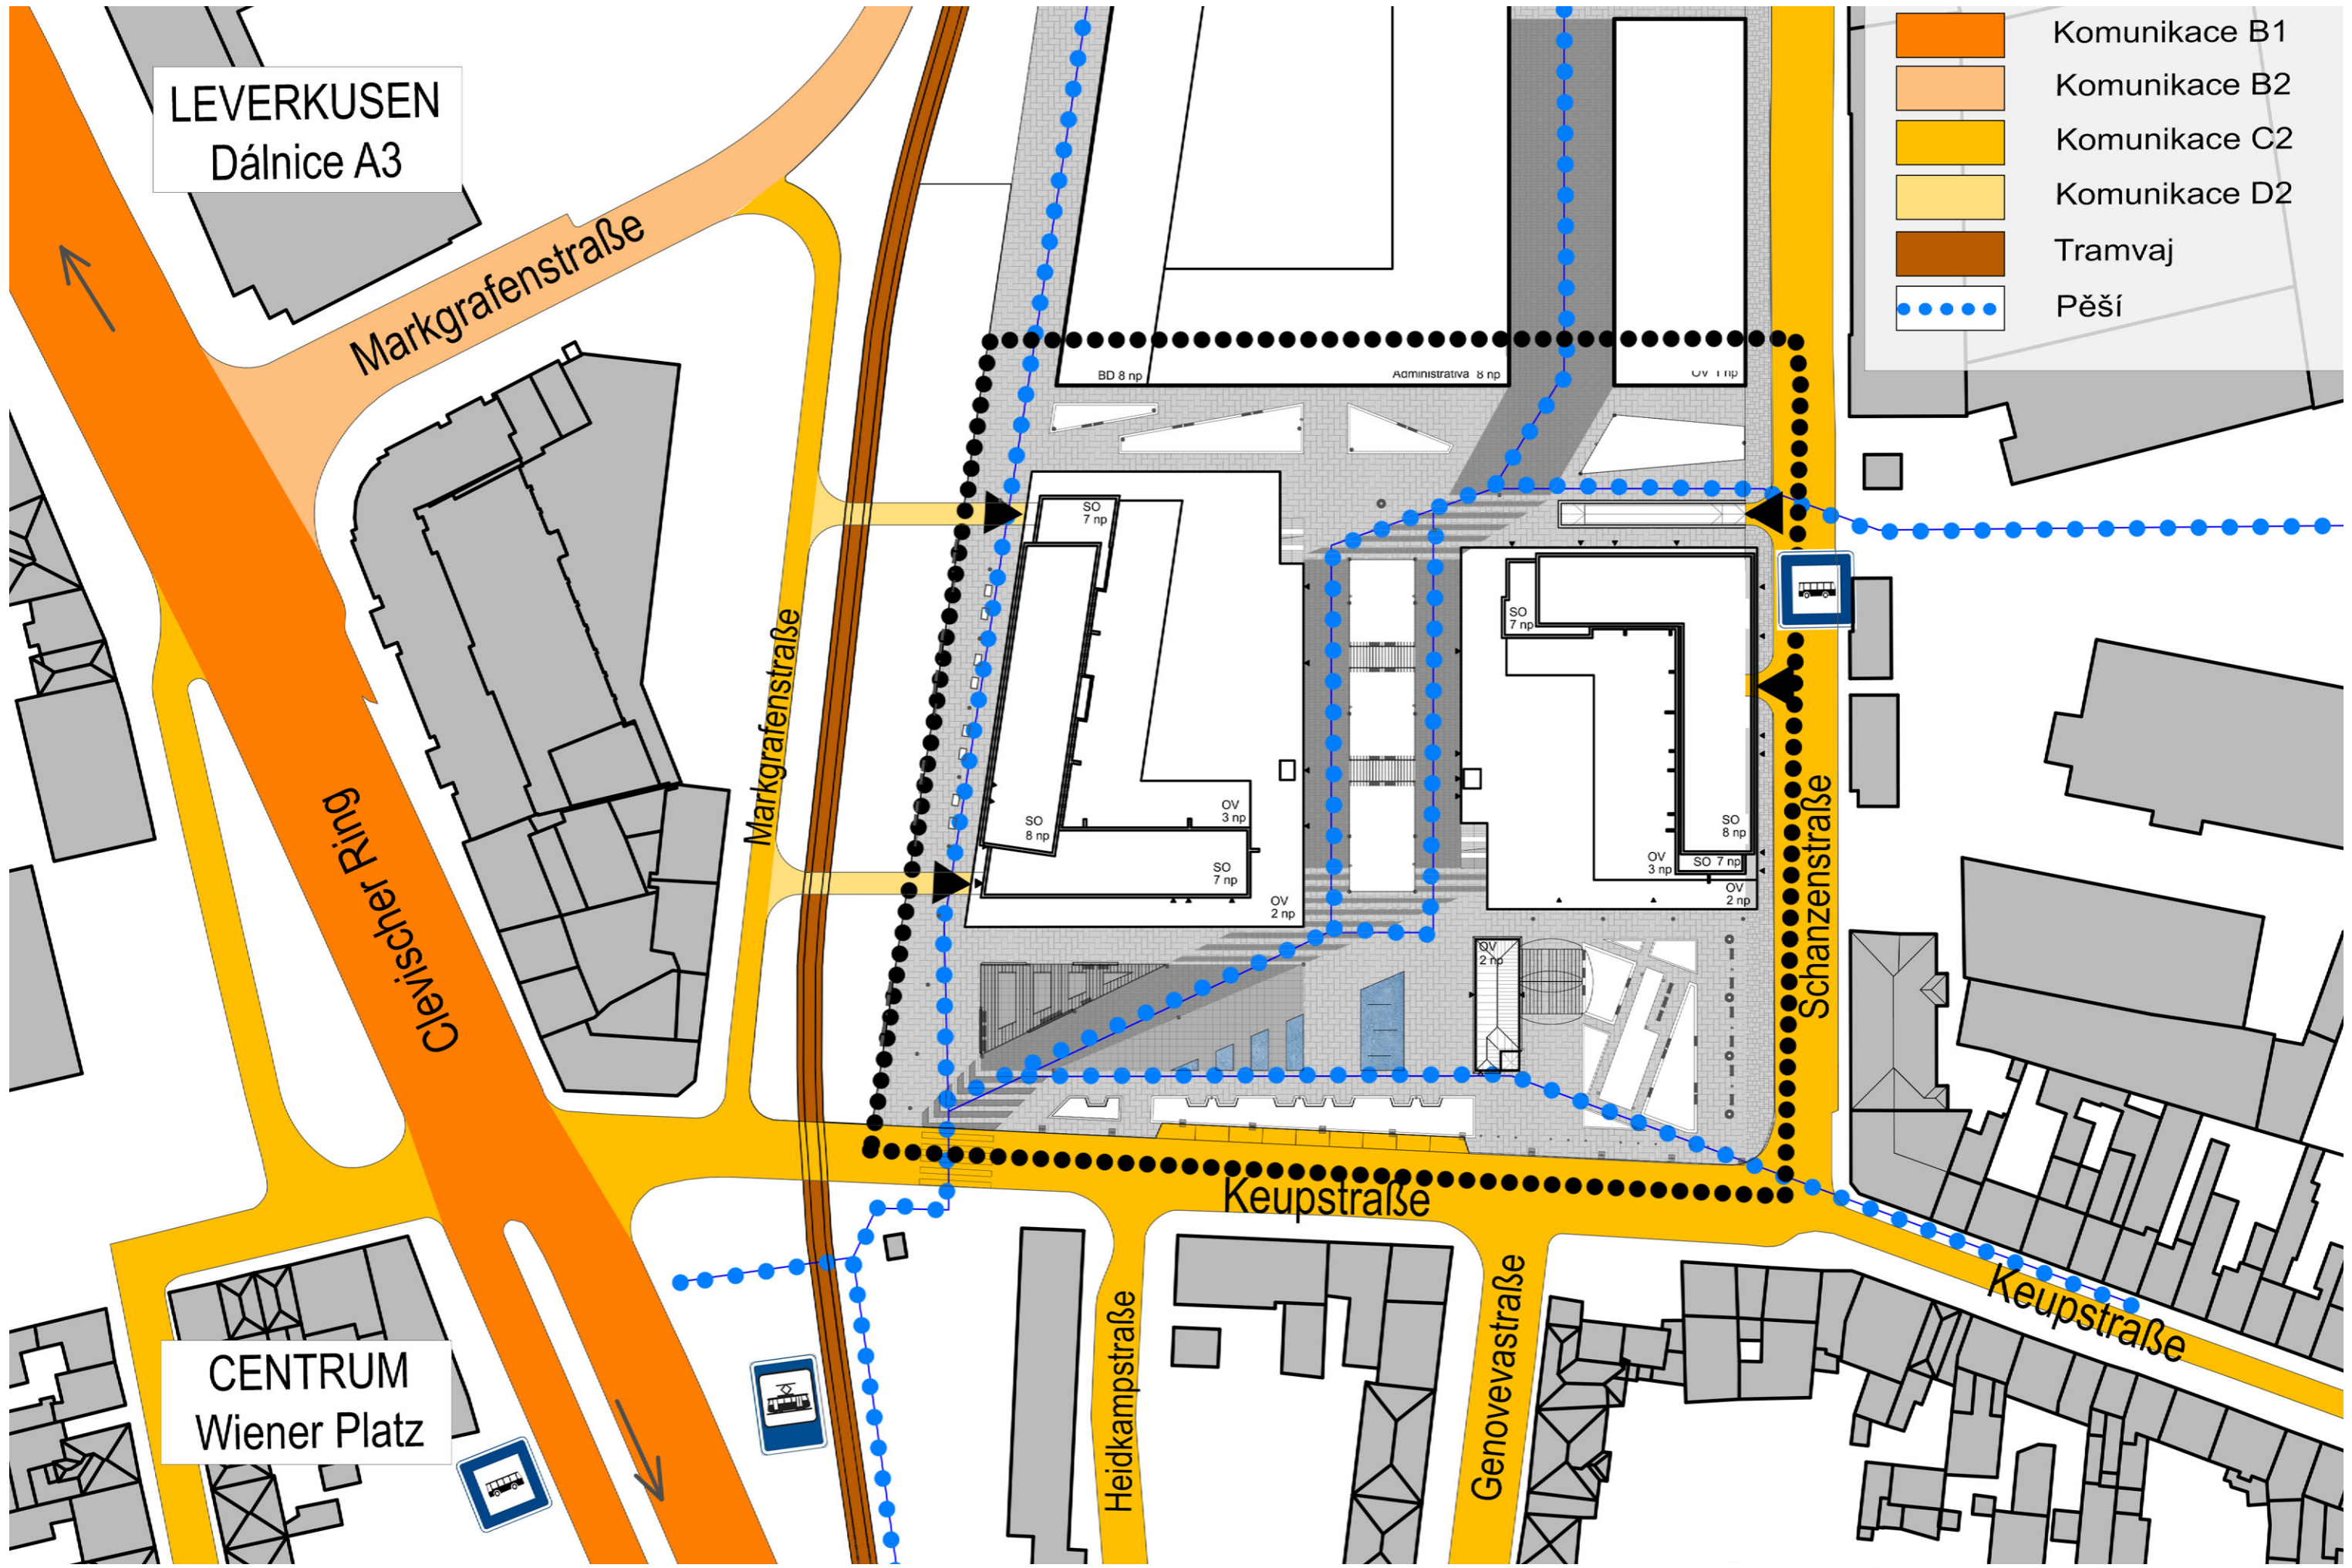 LEVERKUSEN
Dálnice A3
Komunikace B1
Komunikace B2
Komunikace C2
Komunikace D2
Tramvaj
Pěší
Markgrafenstraße
BD 8 np
Administrativa 8 np
OV 1 np
SO
7 np
SO
7 np
Markgrafenstraße
Clevischer Ring
OV
3 np
SO
8 np
SO
7 np
OV
2 np
SO
8 np
OV
3 np
SO 7 np
OV
2 np
Schanzenstraße
OV
2 np
Keupstraße
Keupstraße
Heidkampstraße
Genovevastraße
CENTRUM
Wiener Platz